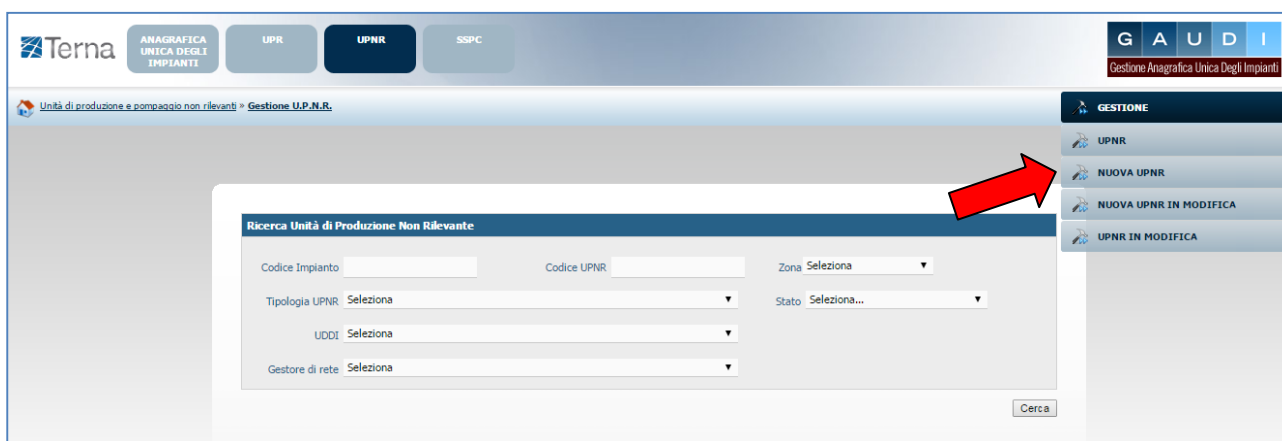 Terna
ANAGRAFICA UNICA DEGLI IMPIANTI
UPR
UPNR
SSPC
G A U D I
Gestione Anagrafica Unica Degli Impianti
Unità di produzione e pompaggio non rilevanti » Gestione U.P.N.R.
GESTIONE
UPNR
NUOVA UPNR
NUOVA UPNR IN MODIFICA
UPNR IN MODIFICA
Ricerca Unità di Produzione Non Rilevante
Codice Impianto
Codice UPNR
Zona Seleziona
Tipologia UPNR Seleziona
Stato Seleziona...
UDDI Seleziona
Gestore di rete Seleziona
Cerca